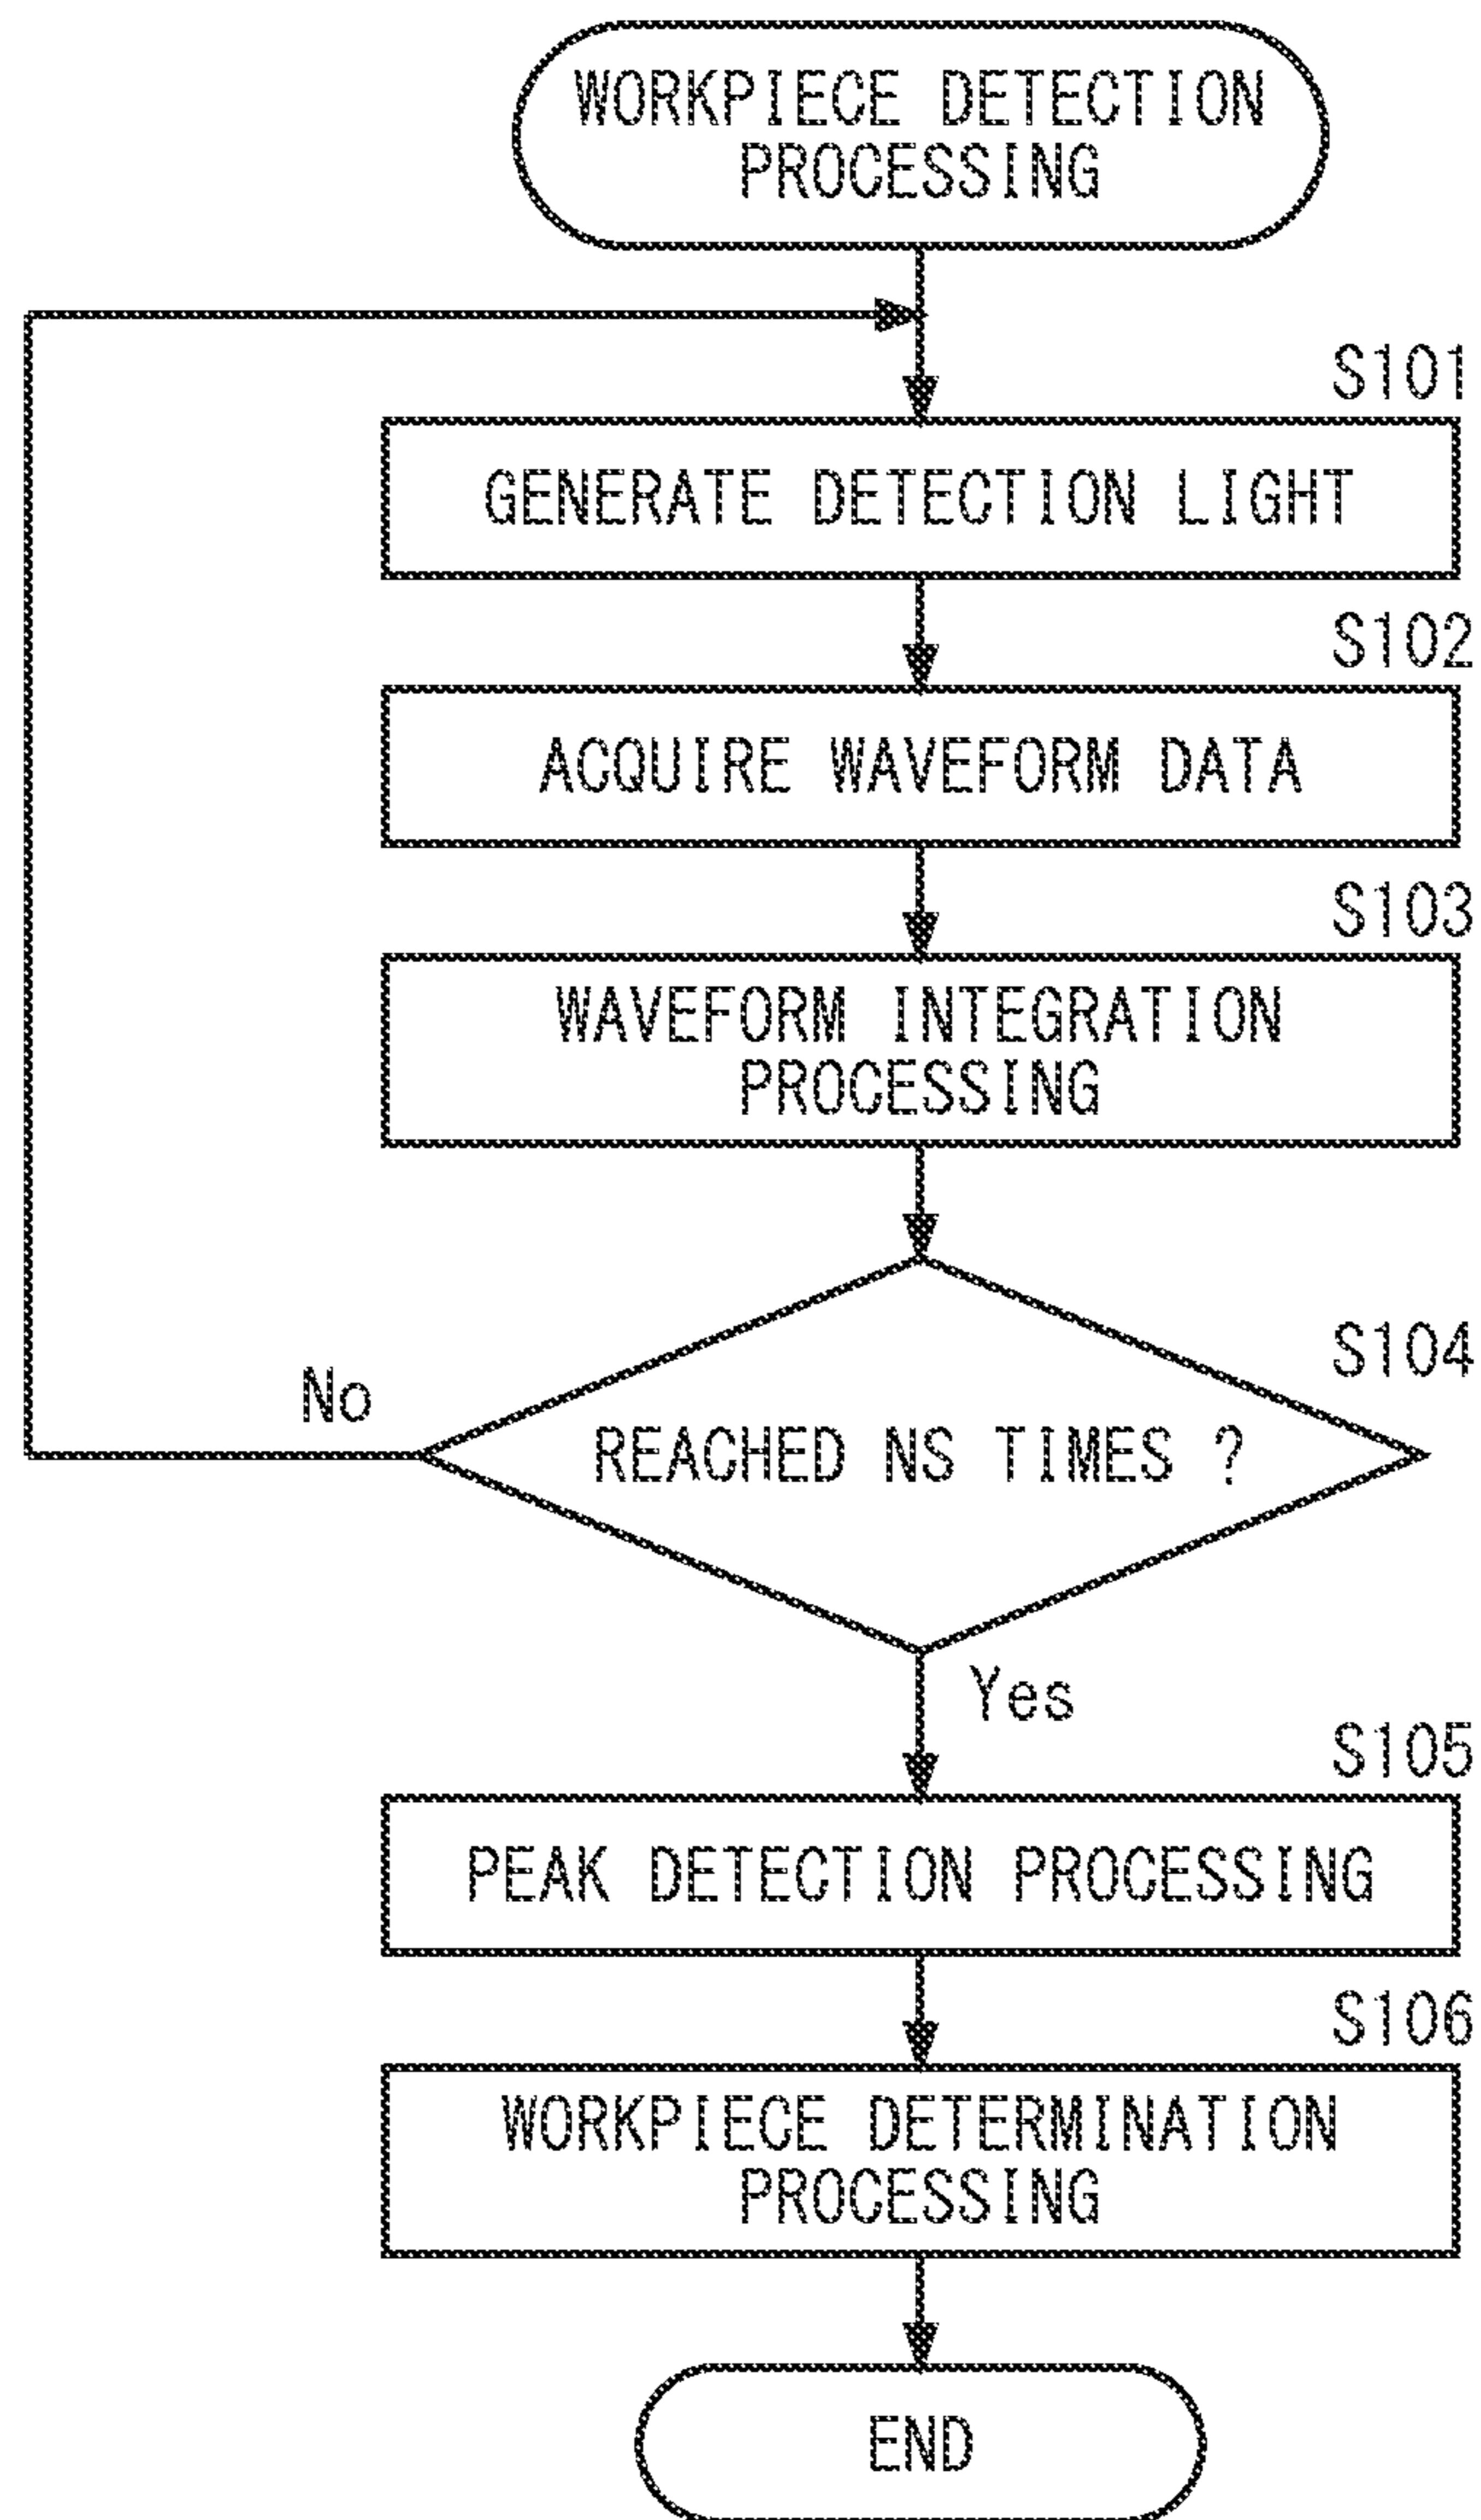 WORKPIECE DETECTION
PROCESSING
S101
GENERATE DETECTION LIGHT
S102
ACQUIRE WAVEFORM DATA
S103
WAVEFORM INTEGRATION
PROCESSING
S104
No
REACHED NS TIMES ?
Yes
S105
PEAK DETECTION PROCESSING
S106
WORKPIECE DETERMINATION
PROCESSING
END